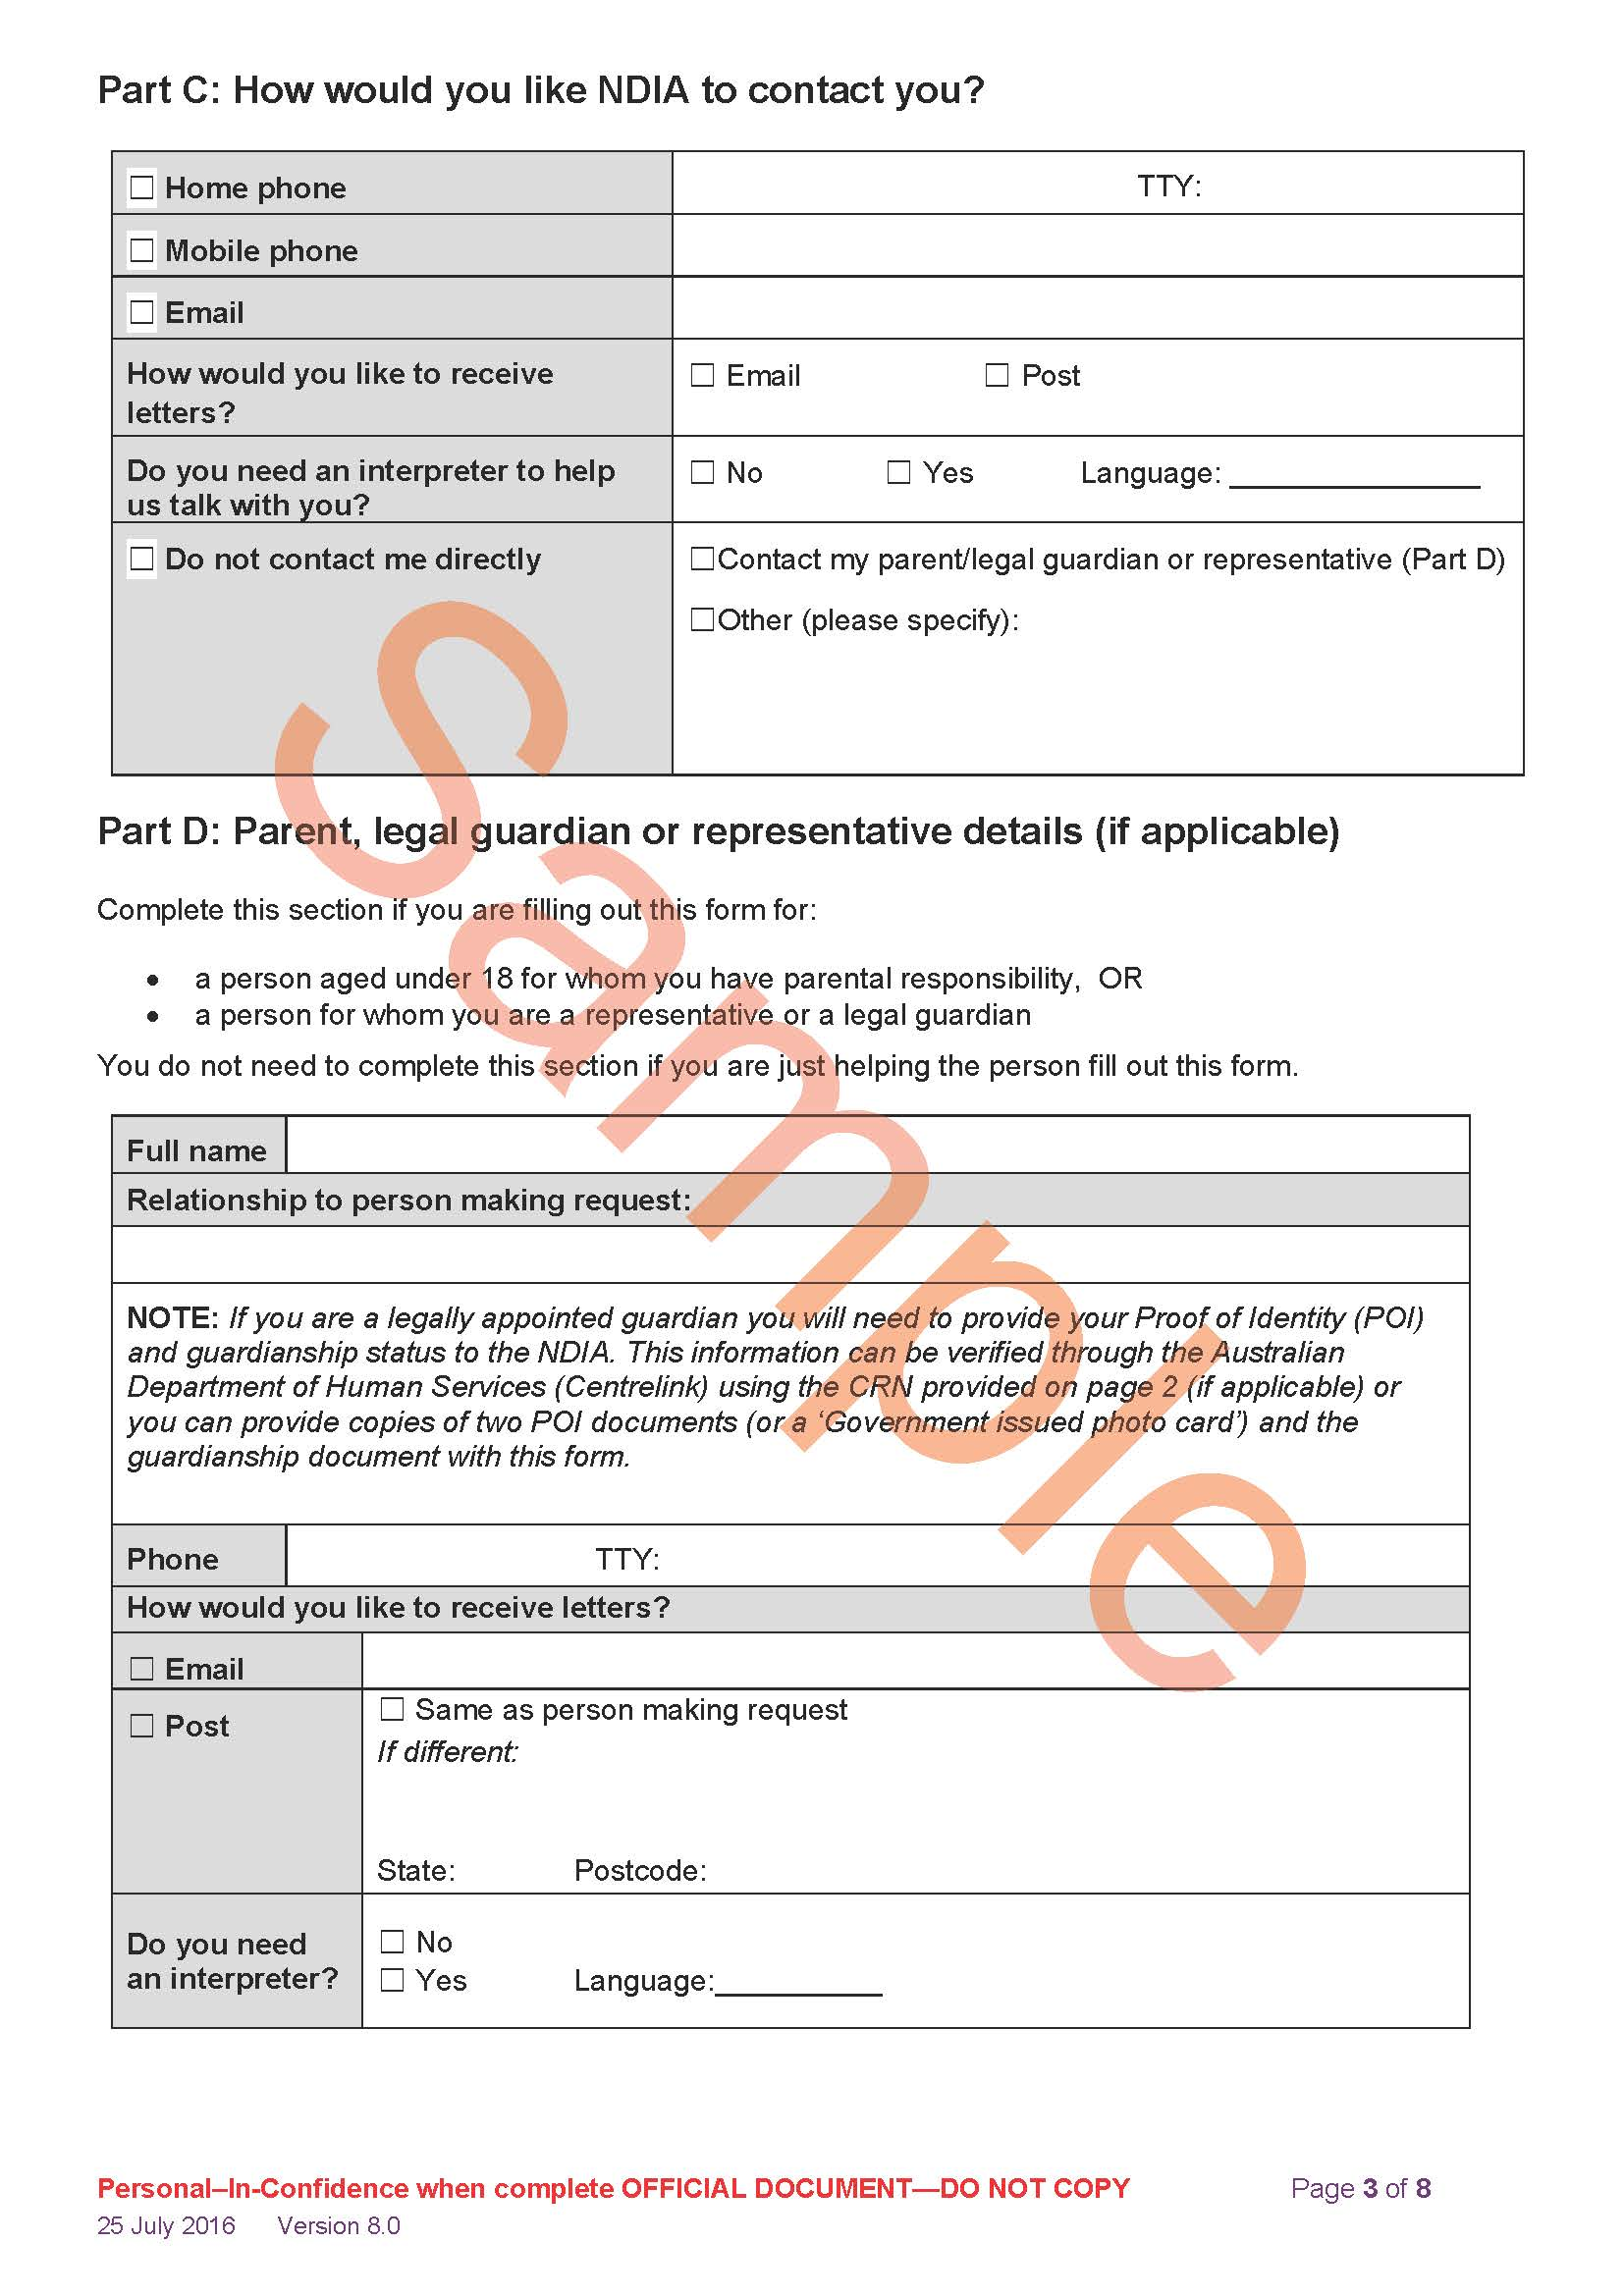 Part C: How would you like NDIA to contact you?
☐ Home phone TTY:
☐ Mobile phone
☐ Email
How would you like to receive
letters?
☐ Email ☐ Post
Do you need an interpreter to help
us talk with you?
☐ No ☐ Yes Language: ________________
☐ Do not contact me directly
☐Contact my parent/legal guardian or representative (Part D)
☐Other (please specify):
Part D: Parent, legal guardian or representative details (if applicable)
Complete this section if you are filling out this form for:
• a person aged under 18 for whom you have parental responsibility, OR
• a person for whom you are a representative or a legal guardian
You do not need to complete this section if you are just helping the person fill out this form.
Full name
Relationship to person making request:
NOTE: If you are a legally appointed guardian you will need to provide your Proof of Identity (POI)
and guardianship status to the NDIA. This information can be verified through the Australian
Department of Human Services (Centrelink) using the CRN provided on page 2 (if applicable) or
you can provide copies of two POI documents (or a ‘Government issued photo card’) and the
guardianship document with this form.
Phone TTY:
How would you like to receive letters?
☐ Email
☐ Post
☐ Same as person making request
If different:
State: Postcode:
Do you need
an interpreter?
☐ No
☐ Yes Language:__________
Sample
Personal–In-Confidence when complete OFFICIAL DOCUMENT—DO NOT COPY Page 3 of 8
25 July 2016 Version 8.0